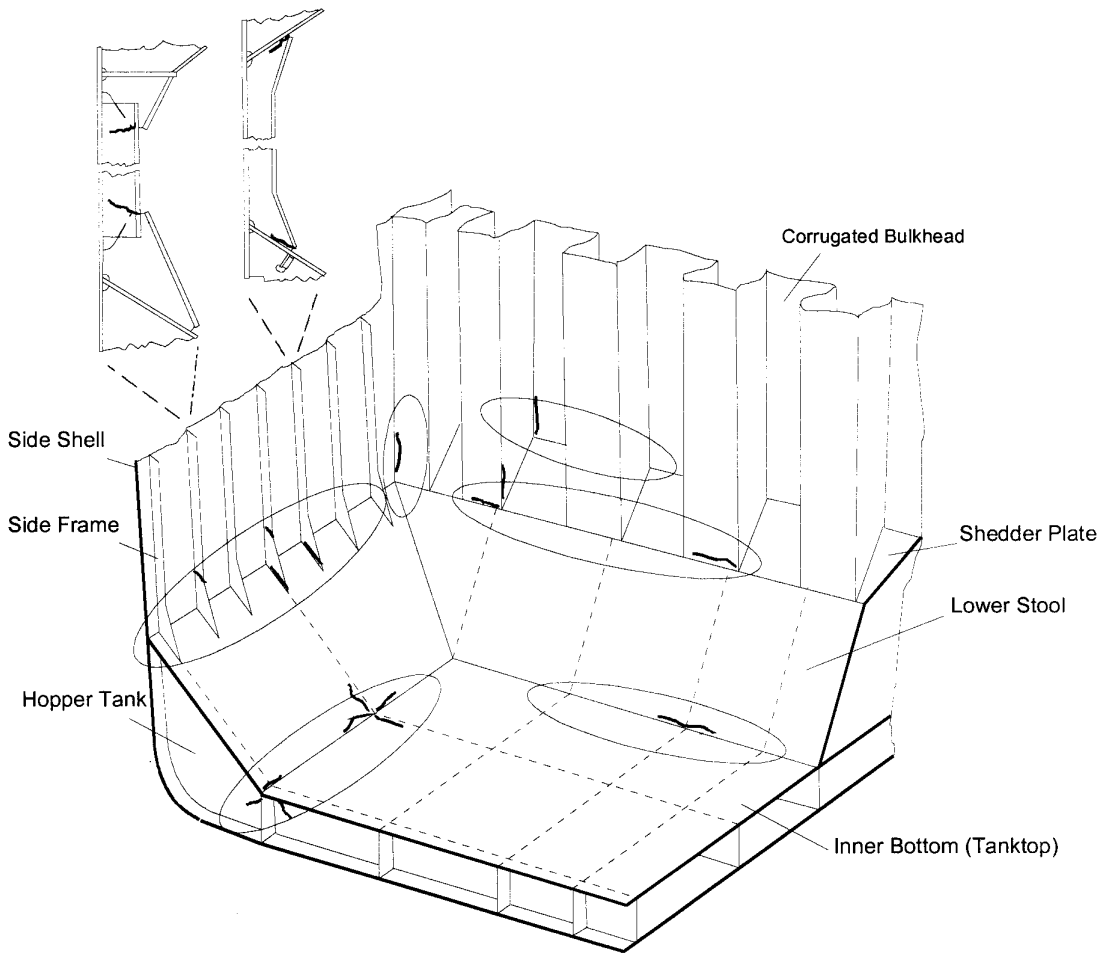 Corrugated Bulkhead
Side Shell
Side Frame
Shedder Plate
Lower Stool
Hopper Tank
Inner Bottom (Tanktop)